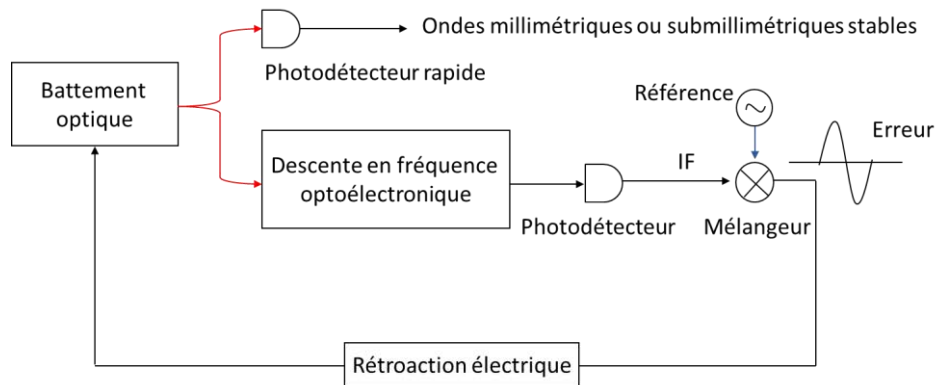 Ondes millimétriques ou submillimétriques stables
Photodétecteur rapide
Battement
optique
Référence
Erreur
Descente en fréquence
optoélectronique
IF
Photodétecteur
Mélangeur
Rétroaction électrique